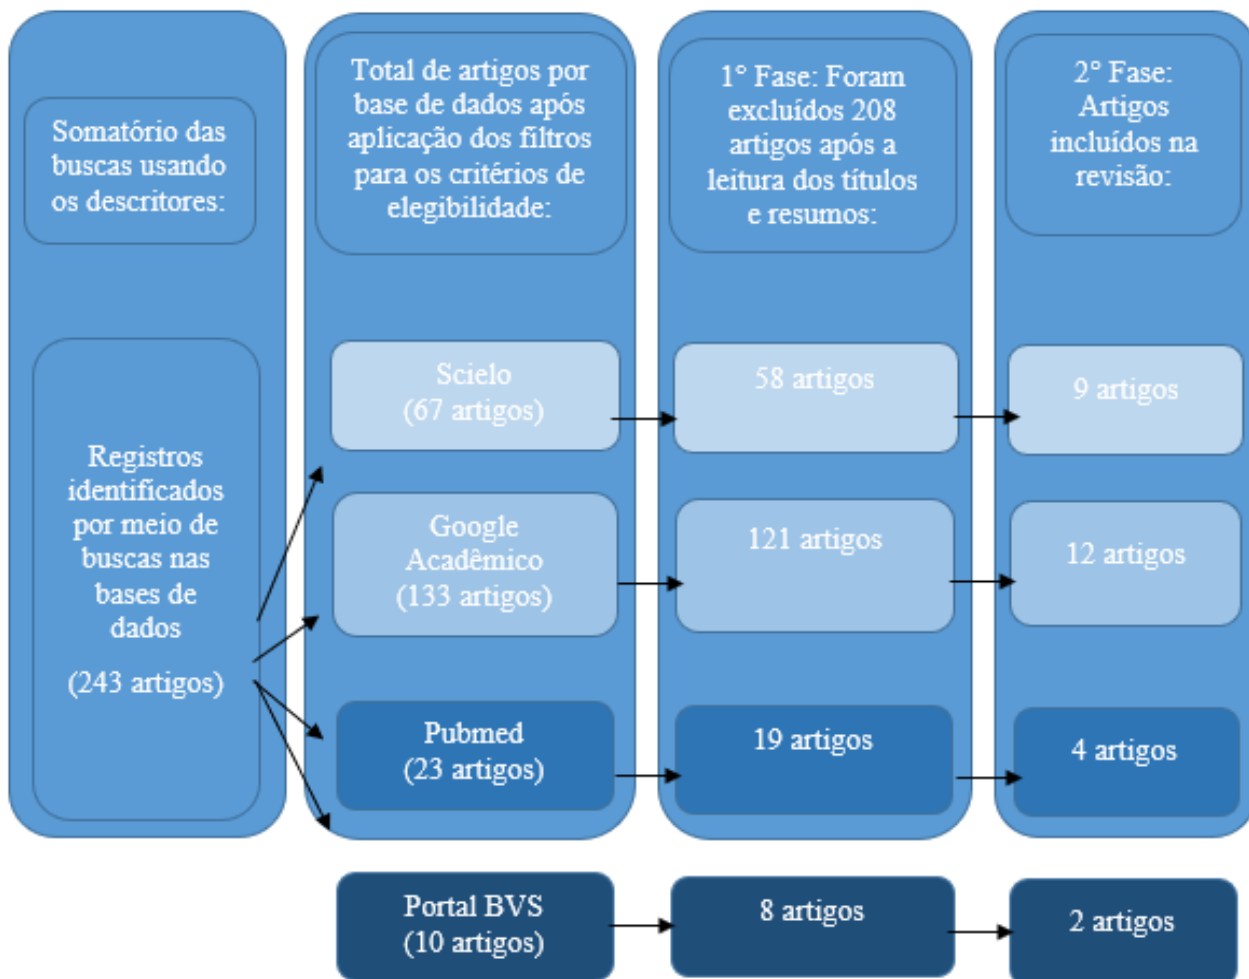 Somatório das
buscas usando
os descritores:
Registros
identificados
por meio de
buscas nas
bases de
dados
(243 artigos)
Total de artigos por
base de dados após
aplicação dos filtros
para os critérios de
elegibilidade:
Scielo
(67 artigos)
Google
Acadêmico
(133 artigos)
Pubmed
(23 artigos)
Portal BVS
(10 artigos)
1° Fase: Foram
excluídos 208
artigos após a
leitura dos títulos
e resumos:
58 artigos
121 artigos
19 artigos
8 artigos
2° Fase:
Artigos
incluídos na
revisão:
9 artigos
12 artigos
4 artigos
2 artigos